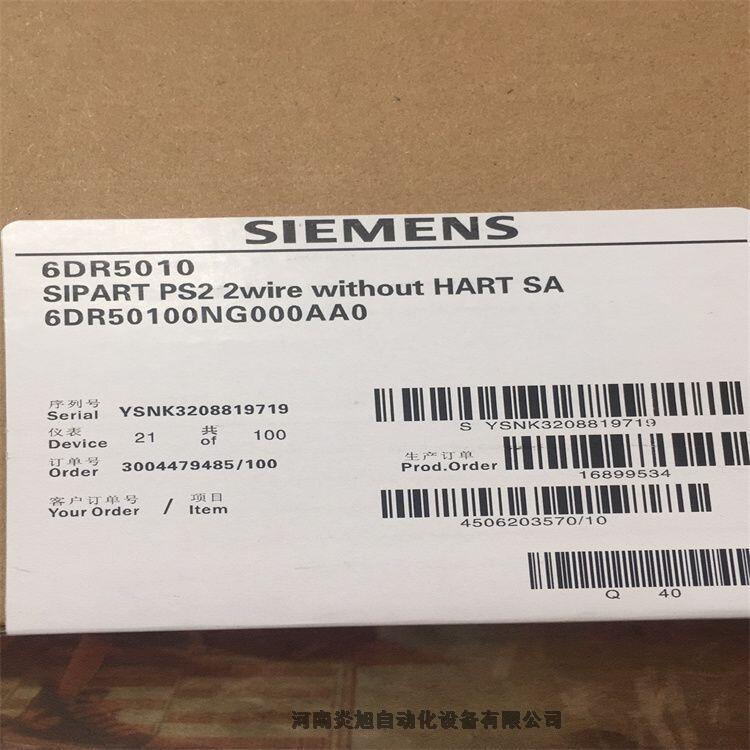 SIEMENS
6DR5010
SIPART PS2 2wire without HART SA
6DR50100NG000AA0
序列号
Serial YSNK3208819719
S YSNK3208819719
仪表 共
Device 21 of 100
订单号
Order 3004479485/100
生产订单
Prod.Order
16899534
客户订单号 / 项目
Your Order Item
4506203570/10
Q 40
河南炎旭自动化设备有限公司